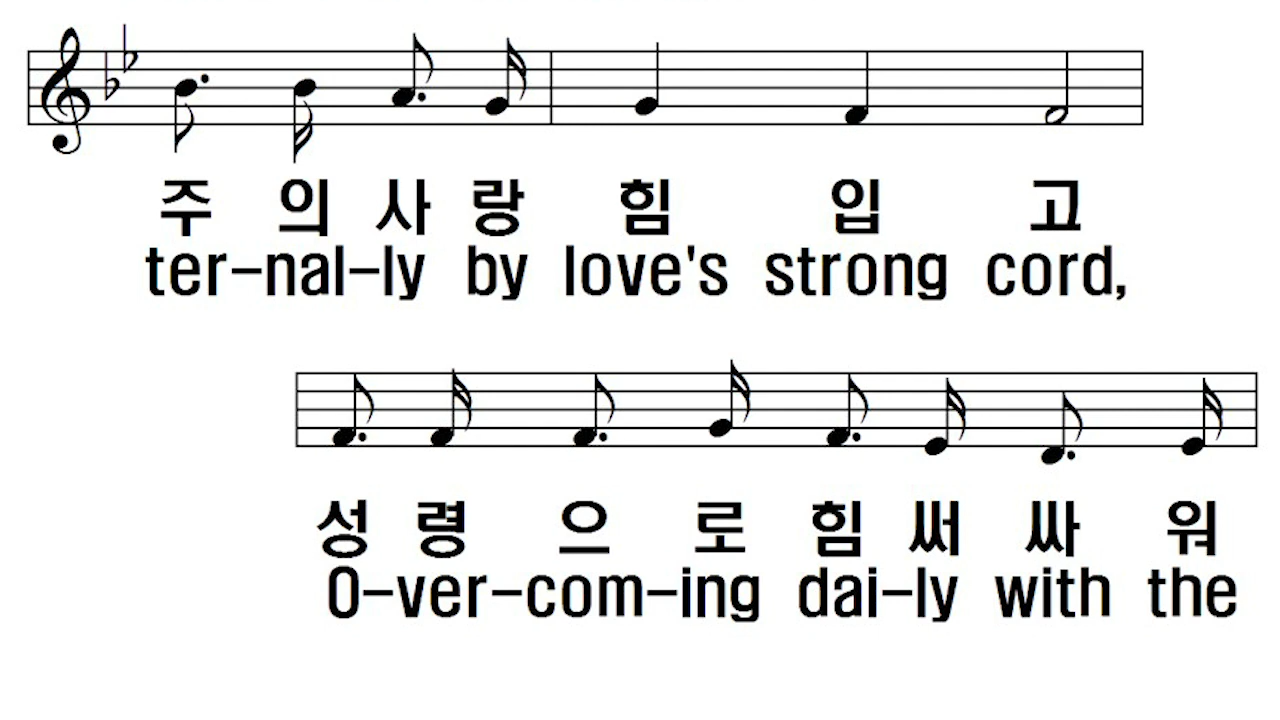 주 의 사 랑 힘 입 고
ter-nal-ly by love's strong cord,
성 령 으 로 힘 써 싸 워
O-ver-com-ing dai-ly with the